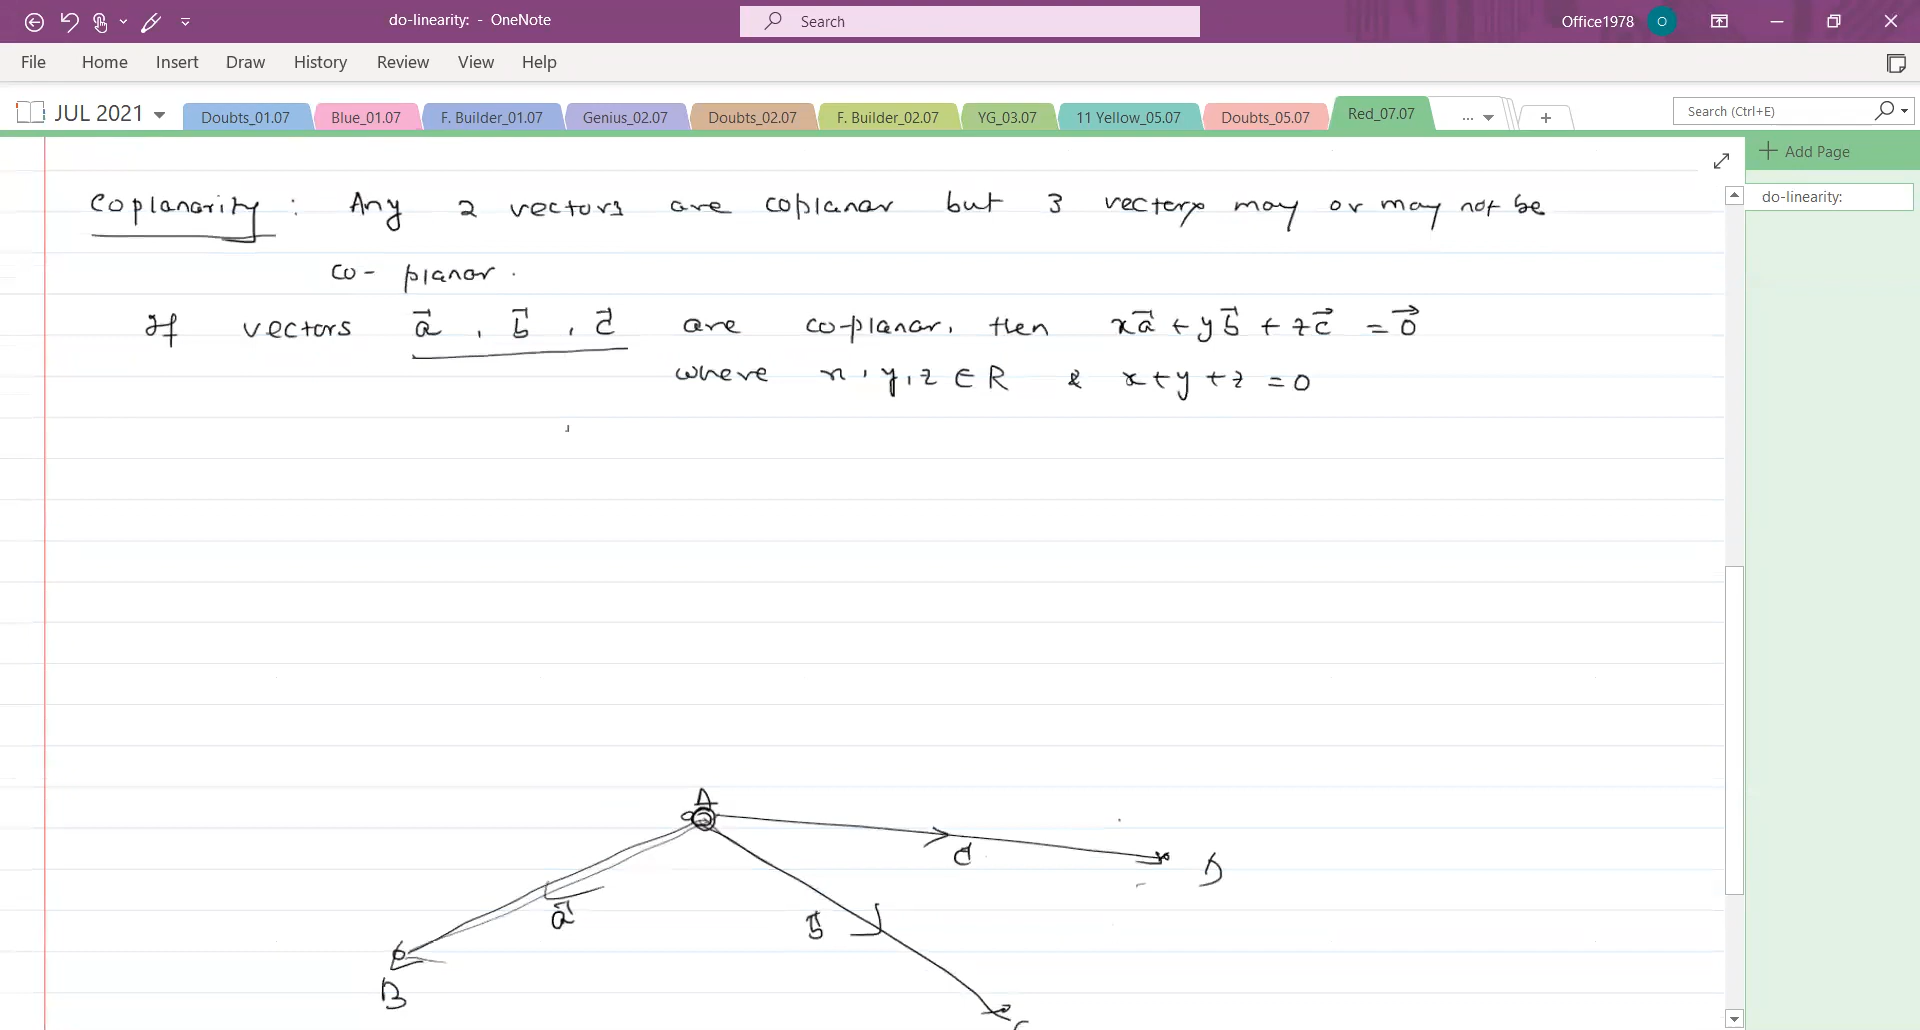 do-linearity: - OneNote
Search
Office1978
O
File Home Insert Draw History Review View Help
JUL 2021
Doubts_01.07 Blue_01.07 F. Builder_01.07 Genius_02.07 Doubts_02.07 F. Builder_02.07 YG_03.07 11 Yellow_05.07 Doubts_05.07 Red_07.07 ... +
Search (Ctrl+E)
Add Page
do-linearity:
Coplanarity : Any 2 vectors are coplanar but 3 vectors may or may not be
co-planar.
If vectors a⃗, b⃗, c⃗ are co-planar, then xa⃗ + yb⃗ + zc⃗ = 0⃗
where x, y, z ∈ R & x+y+z = 0
A
c⃗
D
a⃗
b⃗
B
C